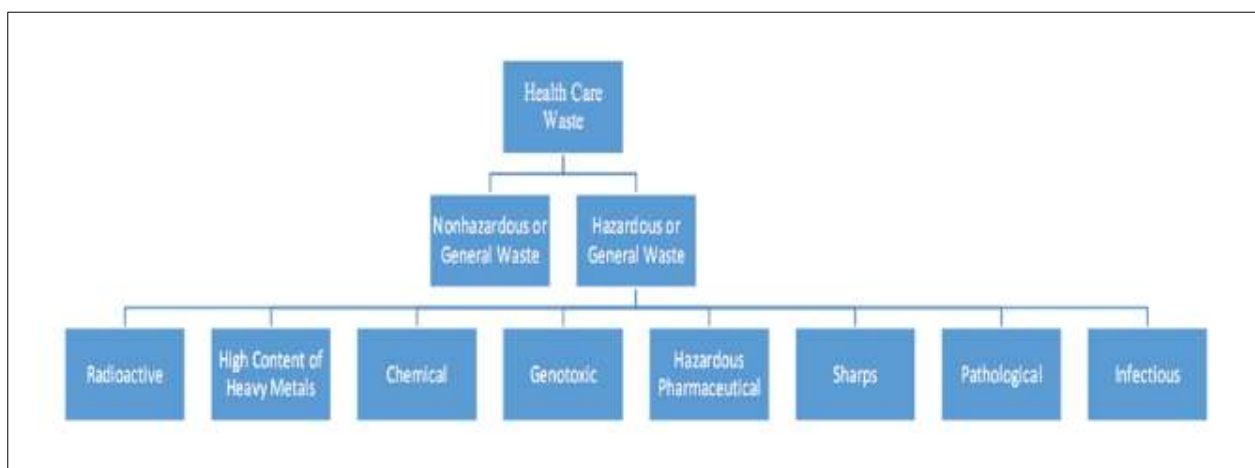 Health Care
Waste
Nonhazardous or
General Waste
Hazardous or
General Waste
Radioactive
High Content of
Heavy Metals
Chemical
Genotoxic
Hazardous
Pharmaceutical
Sharps
Pathological
Infectious